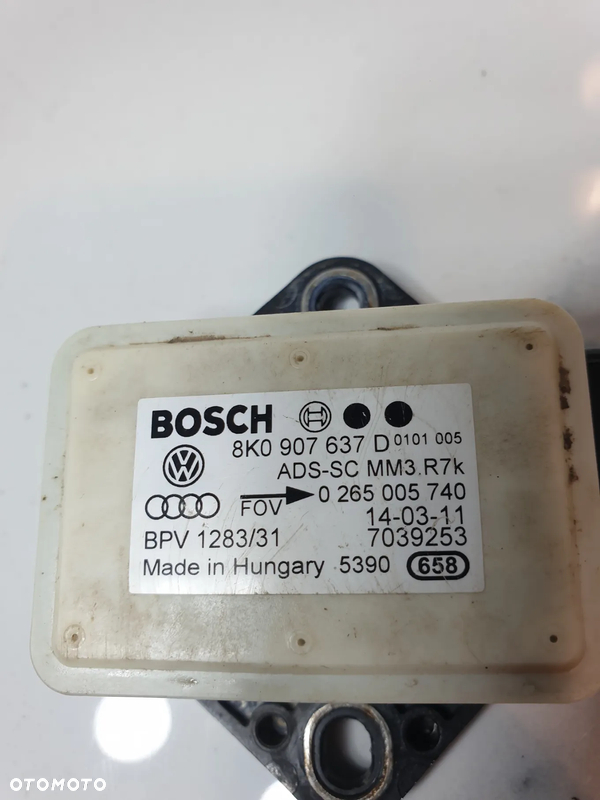 BOSCH
8K0 907 637 D 0101 005
ADS-SC MM3.R7k
FOV 0 265 005 740
14-03-11
BPV 1283/31 7039253
Made in Hungary 5390 658
OTOMOTO